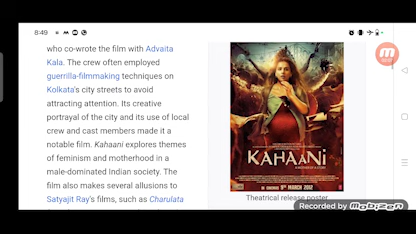 8:49
who co-wrote the film with Advaita
Kala. The crew often employed
guerrilla-filmmaking techniques on
Kolkata's city streets to avoid
attracting attention. Its creative
portrayal of the city and its use of local
crew and cast members made it a
notable film. Kahaani explores themes
of feminism and motherhood in a
male-dominated Indian society. The
film also makes several allusions to
Satyajit Ray's films, such as Charulata
KAHAANI
IN CINEMAS 9TH MARCH 2012
Theatrical release poster
Recorded by MOBIZEN